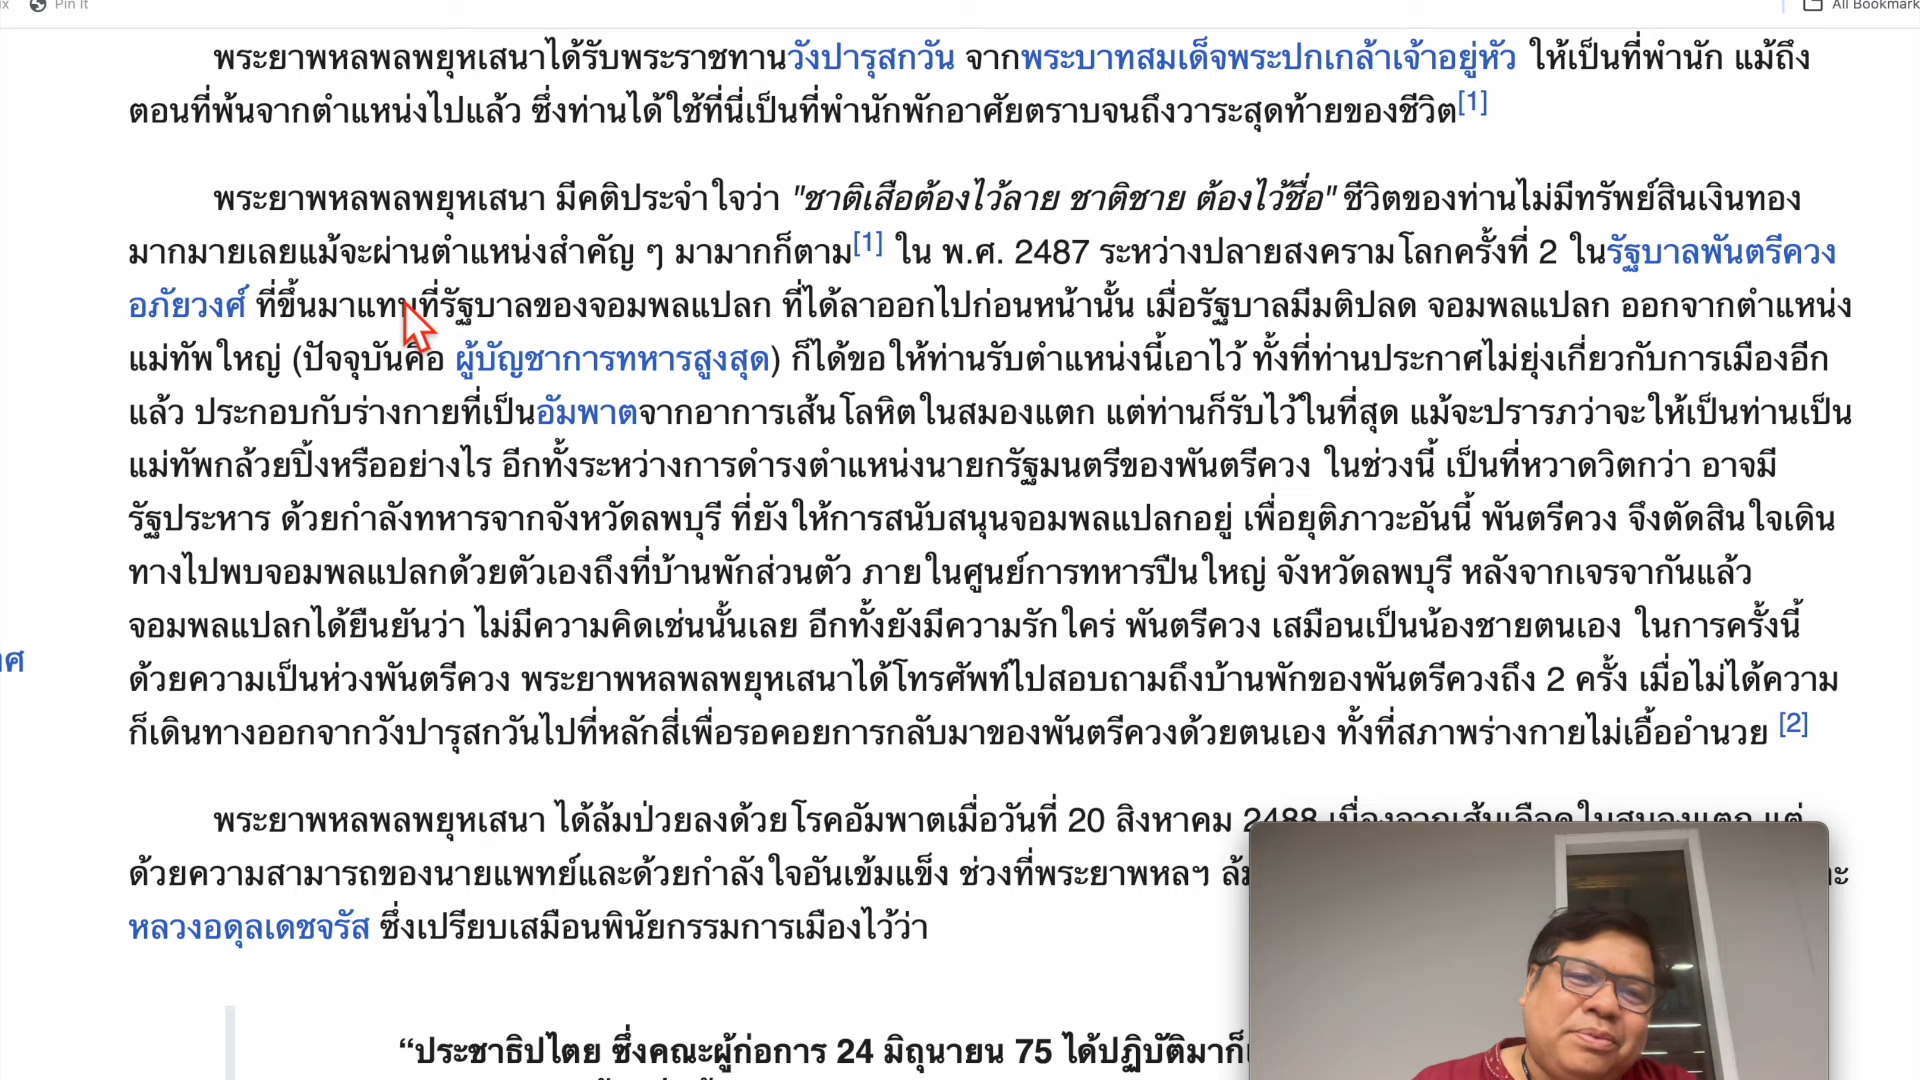 Pin It
All Bookmark
พระยาพหลพลพยุหเสนาได้รับพระราชทานวังปารุสกวัน จากพระบาทสมเด็จพระปกเกล้าเจ้าอยู่หัว ให้เป็นที่พำนัก แม้ถึง
ตอนที่พ้นจากตำแหน่งไปแล้ว ซึ่งท่านได้ใช้ที่นี่เป็นที่พำนักพักอาศัยตราบจนถึงวาระสุดท้ายของชีวิต[1]
พระยาพหลพลพยุหเสนา มีคติประจำใจว่า "ชาติเสือต้องไว้ลาย ชาติชาย ต้องไว้ชื่อ" ชีวิตของท่านไม่มีทรัพย์สินเงินทอง
มากมายเลยแม้จะผ่านตำแหน่งสำคัญ ๆ มามากก็ตาม[1] ใน พ.ศ. 2487 ระหว่างปลายสงครามโลกครั้งที่ 2 ในรัฐบาลพันตรีควง
อภัยวงศ์ ที่ขึ้นมาแทนที่รัฐบาลของจอมพลแปลก ที่ได้ลาออกไปก่อนหน้านั้น เมื่อรัฐบาลมีมติปลด จอมพลแปลก ออกจากตำแหน่ง
แม่ทัพใหญ่ (ปัจจุบันคือ ผู้บัญชาการทหารสูงสุด) ก็ได้ขอให้ท่านรับตำแหน่งนี้เอาไว้ ทั้งที่ท่านประกาศไม่ยุ่งเกี่ยวกับการเมืองอีก
แล้ว ประกอบกับร่างกายที่เป็นอัมพาตจากอาการเส้นโลหิตในสมองแตก แต่ท่านก็รับไว้ในที่สุด แม้จะปรารภว่าจะให้เป็นท่านเป็น
แม่ทัพกล้วยปิ้งหรืออย่างไร อีกทั้งระหว่างการดำรงตำแหน่งนายกรัฐมนตรีของพันตรีควง ในช่วงนี้ เป็นที่หวาดวิตกว่า อาจมี
รัฐประหาร ด้วยกำลังทหารจากจังหวัดลพบุรี ที่ยังให้การสนับสนุนจอมพลแปลกอยู่ เพื่อยุติภาวะอันนี้ พันตรีควง จึงตัดสินใจเดิน
ทางไปพบจอมพลแปลกด้วยตัวเองถึงที่บ้านพักส่วนตัว ภายในศูนย์การทหารปืนใหญ่ จังหวัดลพบุรี หลังจากเจรจากันแล้ว
จอมพลแปลกได้ยืนยันว่า ไม่มีความคิดเช่นนั้นเลย อีกทั้งยังมีความรักใคร่ พันตรีควง เสมือนเป็นน้องชายตนเอง ในการครั้งนี้
ด้วยความเป็นห่วงพันตรีควง พระยาพหลพลพยุหเสนาได้โทรศัพท์ไปสอบถามถึงบ้านพักของพันตรีควงถึง 2 ครั้ง เมื่อไม่ได้ความ
ก็เดินทางออกจากวังปารุสกวันไปที่หลักสี่เพื่อรอคอยการกลับมาของพันตรีควงด้วยตนเอง ทั้งที่สภาพร่างกายไม่เอื้ออำนวย [2]
พระยาพหลพลพยุหเสนา ได้ล้มป่วยลงด้วยโรคอัมพาตเมื่อวันที่ 20 สิงหาคม 2488 เนื่องจากเส้นเลือดในสมองแตก แต่
ด้วยความสามารถของนายแพทย์และด้วยกำลังใจอันเข้มแข็ง ช่วงที่พระยาพหลฯ
หลวงอดุลเดชจรัส ซึ่งเปรียบเสมือนพินัยกรรมการเมืองไว้ว่า
“ประชาธิปไตย ซึ่งคณะผู้ก่อการ 24 มิถุนายน 75 ได้ปฏิบัติมาก็